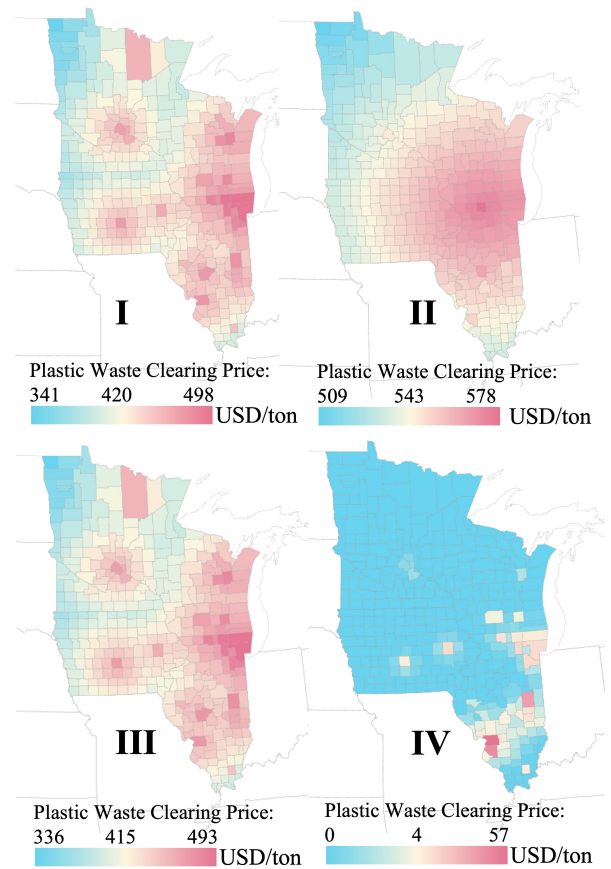 I
II
Plastic Waste Clearing Price:
341 420 498
USD/ton
Plastic Waste Clearing Price:
509 543 578
USD/ton
III
IV
Plastic Waste Clearing Price:
336 415 493
USD/ton
Plastic Waste Clearing Price:
0 4 57
USD/ton